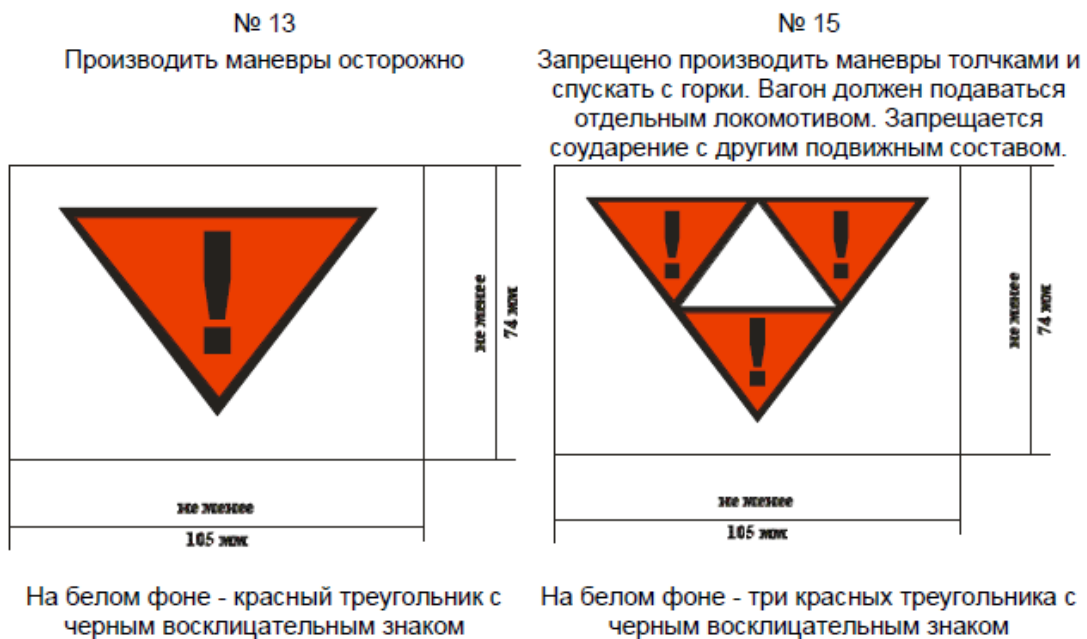 № 13
Производить маневры осторожно
!
не менее
74 мм
не менее
105 мм
На белом фоне - красный треугольник с
черным восклицательным знаком
№ 15
Запрещено производить маневры толчками и
спускать с горки. Вагон должен подаваться
отдельным локомотивом. Запрещается
соударение с другим подвижным составом.
! !
!
не менее
74 мм
не менее
105 мм
На белом фоне - три красных треугольника с
черным восклицательным знаком